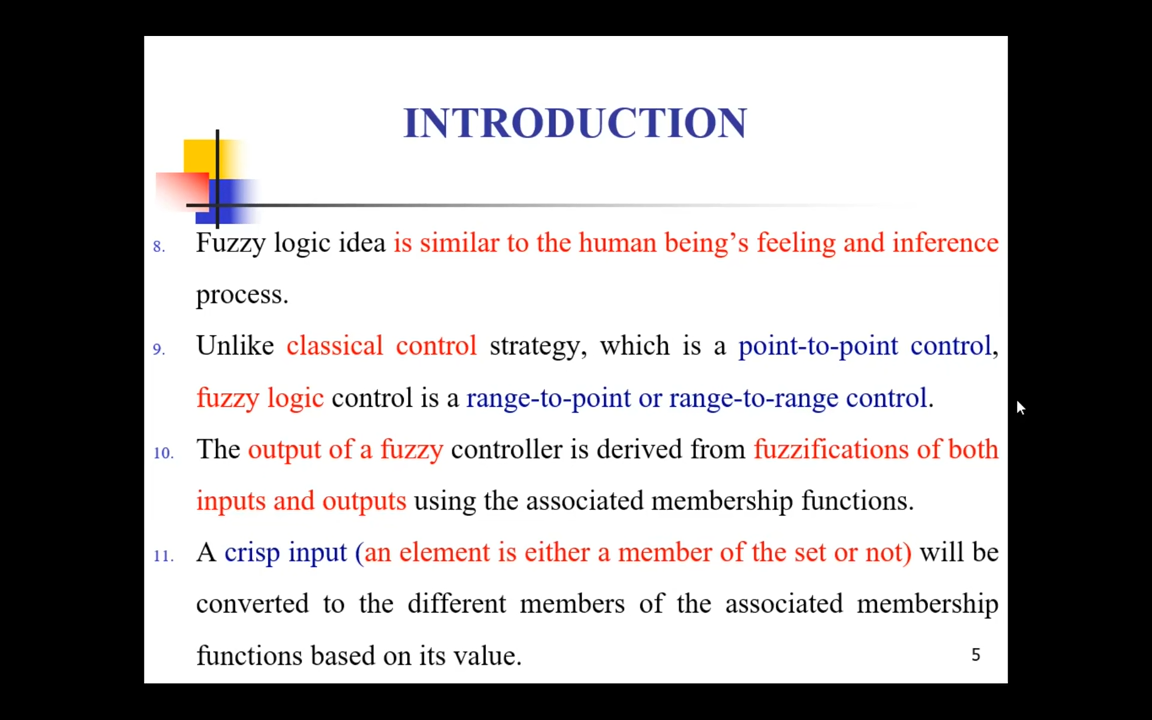 INTRODUCTION
8. Fuzzy logic idea is similar to the human being’s feeling and inference
process.
9. Unlike classical control strategy, which is a point-to-point control,
fuzzy logic control is a range-to-point or range-to-range control.
10. The output of a fuzzy controller is derived from fuzzifications of both
inputs and outputs using the associated membership functions.
11. A crisp input (an element is either a member of the set or not) will be
converted to the different members of the associated membership
functions based on its value.
5